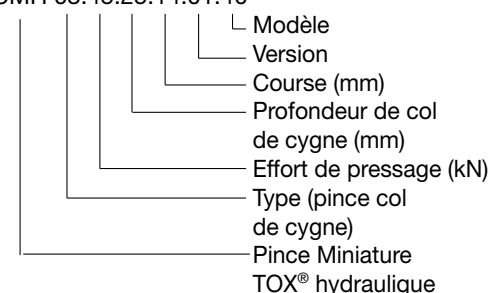 Modèle
Version
Course (mm)
Profondeur de col
de cygne (mm)
Effort de pressage (kN)
Type (pince col
de cygne)
Pince Miniature
TOX® hydraulique